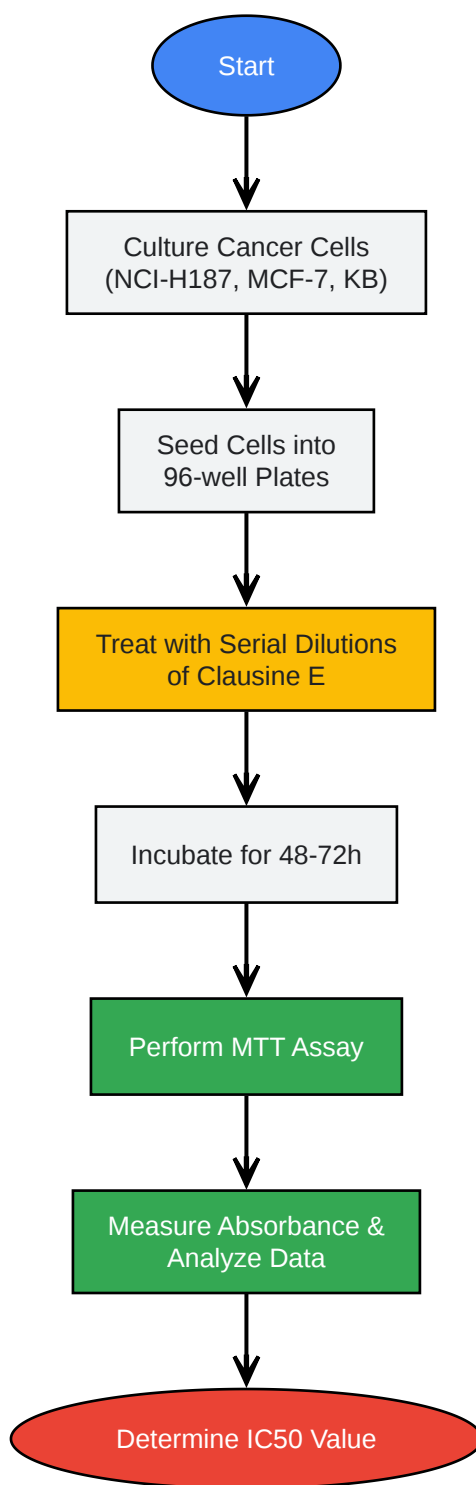 Start
Culture Cancer Cells
(NCI-H187, MCF-7, KB)
Seed Cells into
96-well Plates
Treat with Serial Dilutions
of Clausine E
Incubate for 48-72h
Perform MTT Assay
Measure Absorbance &
Analyze Data
Determine IC50 Value